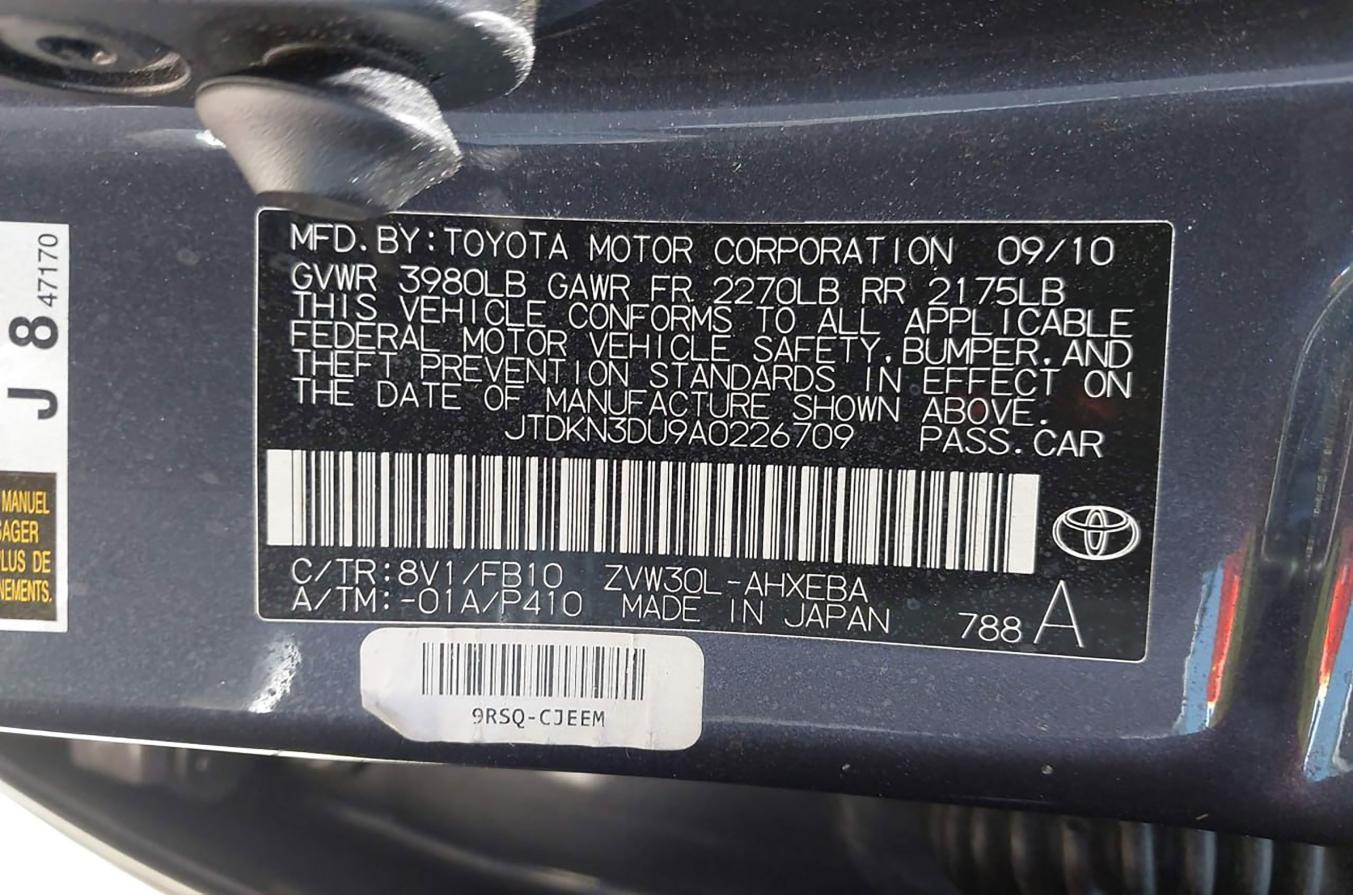 MFD. BY: TOYOTA MOTOR CORPORATION 09/10
GVWR 3980LB GAWR FR 2270LB RR 2175LB
THIS VEHICLE CONFORMS TO ALL APPLICABLE
FEDERAL MOTOR VEHICLE SAFETY, BUMPER, AND
THEFT PREVENTION STANDARDS IN EFFECT ON
THE DATE OF MANUFACTURE SHOWN ABOVE.
JTDKN3DU9A0226709 PASS. CAR
C/TR: 8V1/FB10 ZVW30L-AHXEBA
A/TM: -01A/P410 MADE IN JAPAN 788 A
9RSQ-CJEEM
J 8 47170
MANUEL
SAGER
PLUS DE
NEMENTS.